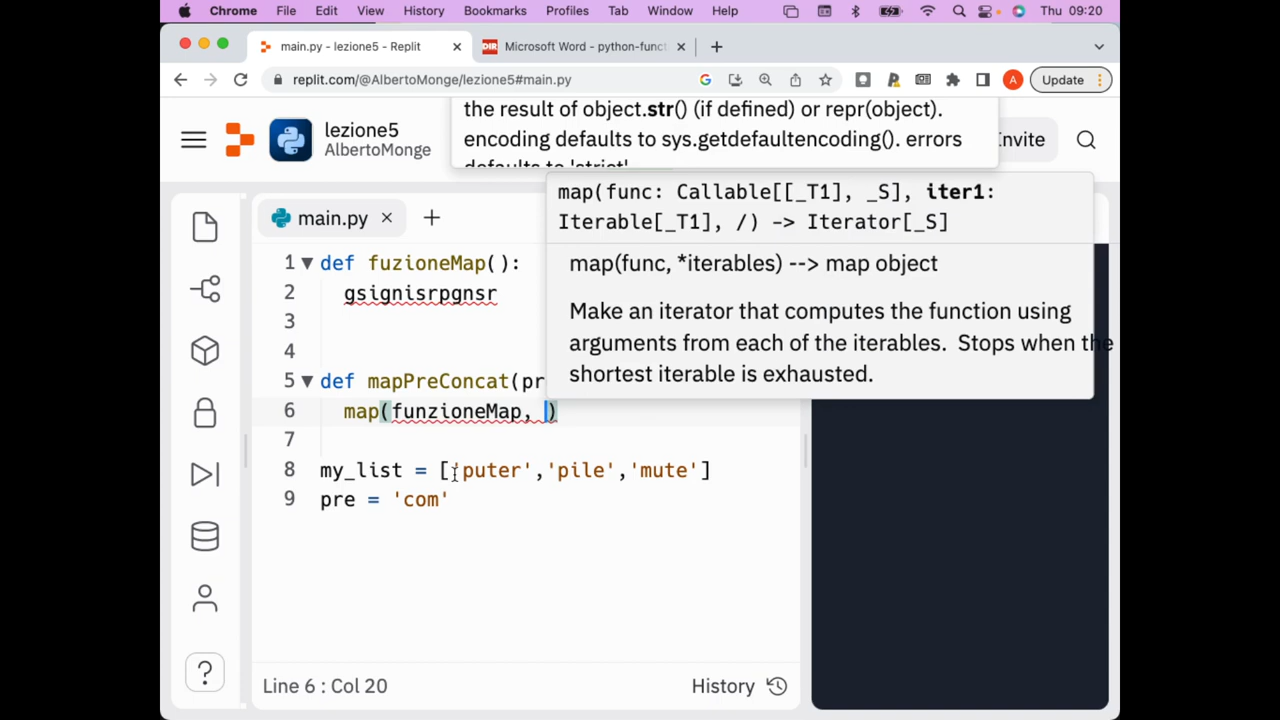 Chrome File Edit View History Bookmarks Profiles Tab Window Help Thu 09:20
main.py - lezione5 - Replit Microsoft Word - python-funct
replit.com/@AlbertoMonge/lezione5#main.py A Update
lezione5
AlbertoMonge
Invite
the result of object.str() (if defined) or repr(object).
encoding defaults to sys.getdefaultencoding(). errors
defaults to 'strict'.
main.py
map(func: Callable[[_T1], _S], iter1:
Iterable[_T1], /) -> Iterator[_S]
map(func, *iterables) --> map object
Make an iterator that computes the function using
arguments from each of the iterables. Stops when the
shortest iterable is exhausted.
1 def fuzioneMap():
2 gsignisrpgnsr
3
4
5 def mapPreConcat(pr
6 map(funzioneMap, )
7
8 my_list = ['puter','pile','mute']
9 pre = 'com'
?
Line 6 : Col 20 History